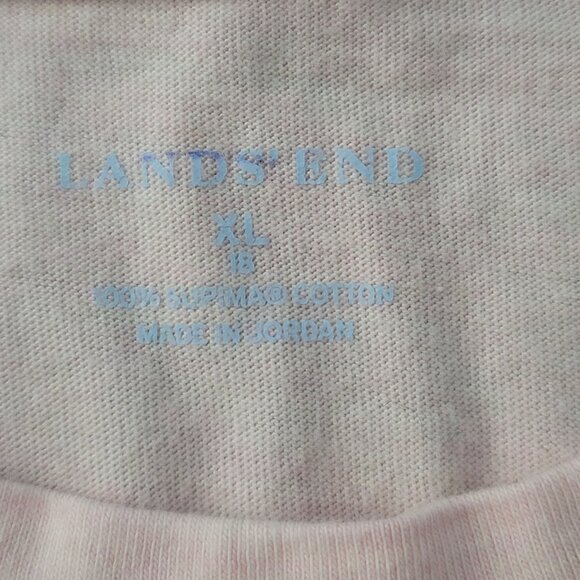 LANDS' END
XL
18
100% SUPIMA® COTTON
MADE IN JORDAN